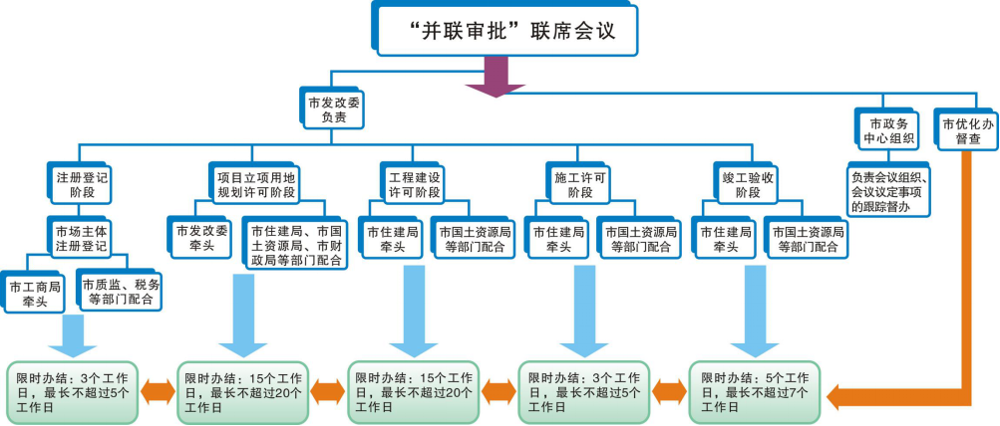 “并联审批”联席会议
市发改委
负责
市政务
中心组织
市优化办
督查
注册登记
阶段
项目立项用地
规划许可阶段
工程建设
许可阶段
施工许可
阶段
竣工验收
阶段
负责会议组织、
会议议定事项
的跟踪督办
市场主体
注册登记
市发改委
牵头
市住建局、市国
土资源局、市财
政局等部门配合
市住建局
牵头
市国土资源局
等部门配合
市住建局
牵头
市国土资源局
等部门配合
市住建局
牵头
市国土资源局
等部门配合
市工商局
牵头
市质监、税务
等部门配合
限时办结：3个工作
日，最长不超过5个
工作日
限时办结：15个工作
日，最长不超过20个
工作日
限时办结：15个工作
日，最长不超过20个
工作日
限时办结：3个工作
日，最长不超过5个
工作日
限时办结：5个工作
日，最长不超过7个
工作日